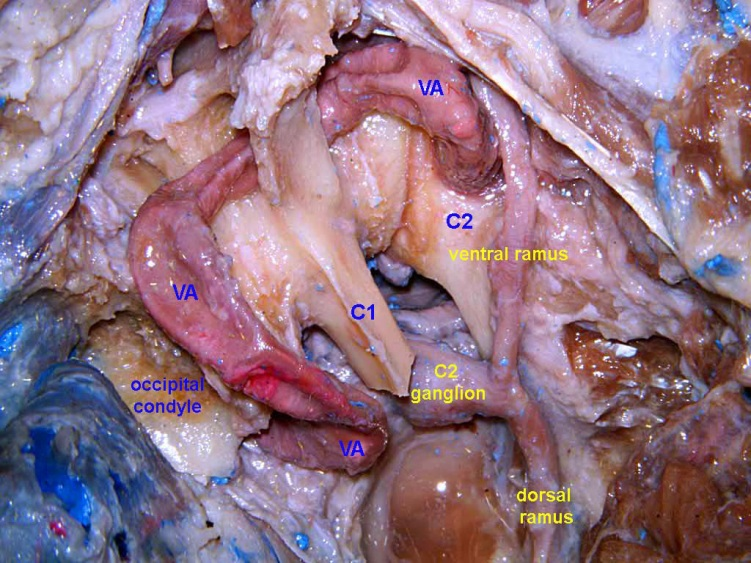 VA
C2
ventral ramus
VA
C1
C2
ganglion
occipital
condyle
VA
dorsal
ramus